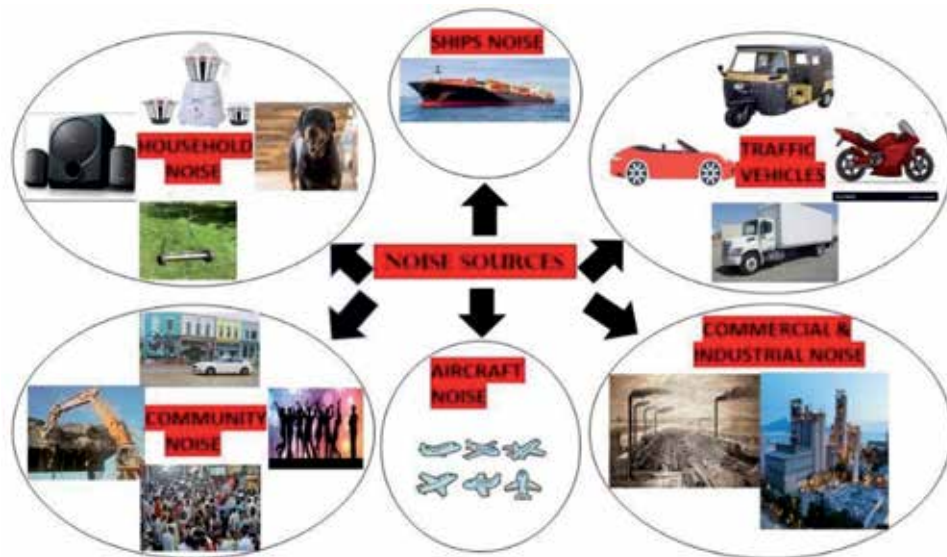 SHIPS NOISE
HOUSEHOLD
NOISE
TRAFFIC
VEHICLES
NOISE SOURCES
COMMUNITY
NOISE
AIRCRAFT
NOISE
COMMERCIAL &
INDUSTRIAL NOISE